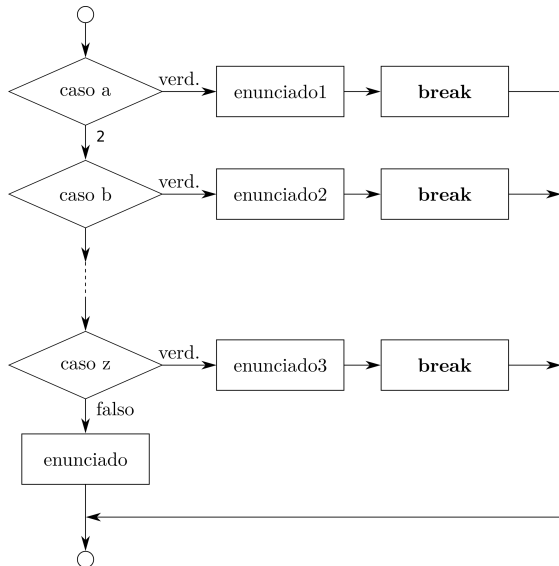 caso a
verd.
enunciado1
break
2
caso b
verd.
enunciado2
break
caso z
verd.
enunciado3
break
falso
enunciado